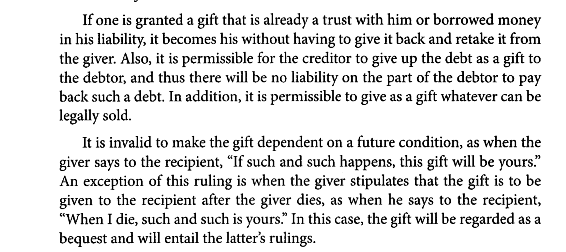 If one is granted a gift that is already a trust with him or borrowed money
in his liability, it becomes his without having to give it back and retake it from
the giver. Also, it is permissible for the creditor to give up the debt as a gift to
the debtor, and thus there will be no liability on the part of the debtor to pay
back such a debt. In addition, it is permissible to give as a gift whatever can be
legally sold.
It is invalid to make the gift dependent on a future condition, as when the
giver says to the recipient, “If such and such happens, this gift will be yours.”
An exception of this ruling is when the giver stipulates that the gift is to be
given to the recipient after the giver dies, as when he says to the recipient,
“When I die, such and such is yours.” In this case, the gift will be regarded as a
bequest and will entail the latter’s rulings.